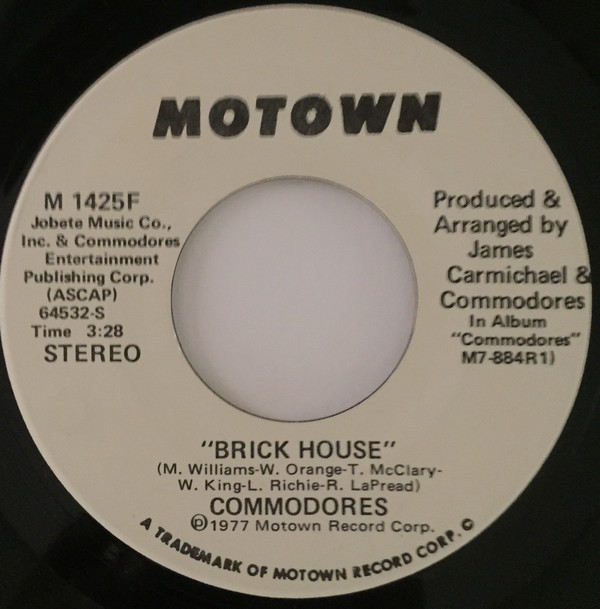 MOTOWN
M 1425F
Jobete Music Co.,
Inc. & Commodores
Entertainment
Publishing Corp.
(ASCAP)
64532-S
Time 3:28
STEREO
Produced &
Arranged by
James
Carmichael &
Commodores
In Album
"Commodores"
M7-884R1)
"BRICK HOUSE"
(M. Williams-W. Orange-T. McClary-
W. King-L. Richie-R. LaPread)
COMMODORES
℗1977 Motown Record Corp.
A TRADEMARK OF MOTOWN RECORD CORP. ©